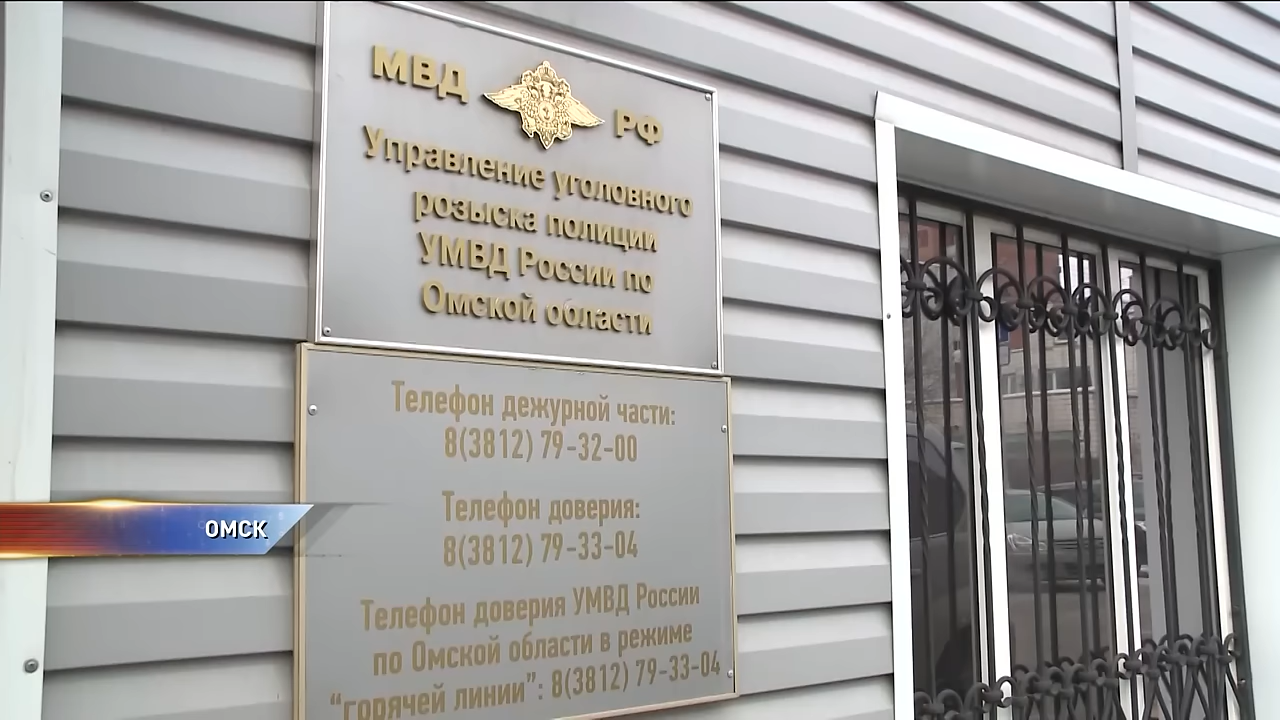 МВД РФ
Управление уголовного
розыска полиции
УМВД России по
Омской области
Телефон дежурной части:
8(3812) 79-32-00
Телефон доверия:
8(3812) 79-33-04
Телефон доверия УМВД России
по Омской области в режиме
“горячей линии”: 8(3812) 79-33-04
ОМСК